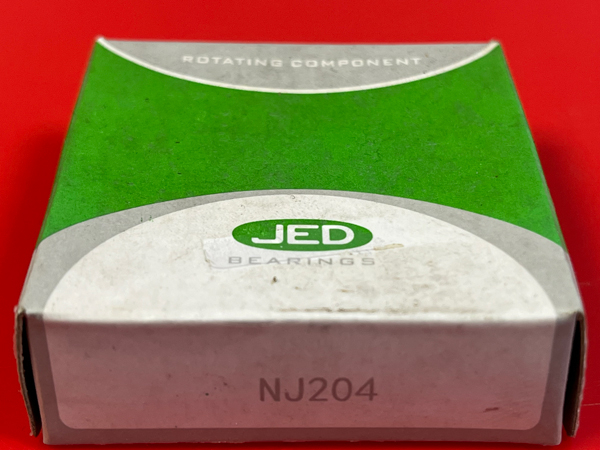 ROTATING COMPONENT
JED
BEARINGS
NJ204